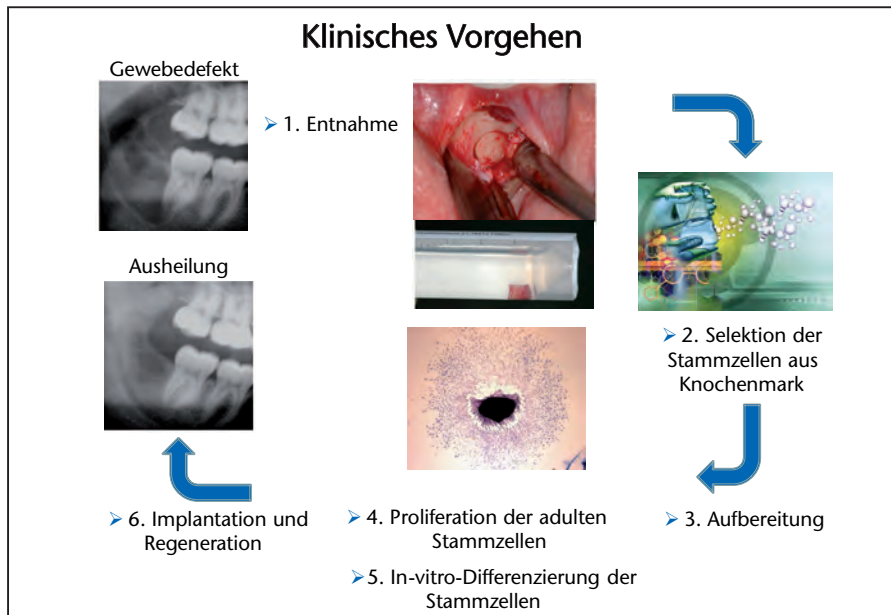 Klinisches Vorgehen
Gewebedefekt
➤ 1. Entnahme
➤ 2. Selektion der
Stammzellen aus
Knochenmark
➤ 3. Aufbereitung
➤ 4. Proliferation der adulten
Stammzellen
➤ 5. In-vitro-Differenzierung der
Stammzellen
➤ 6. Implantation und
Regeneration
Ausheilung